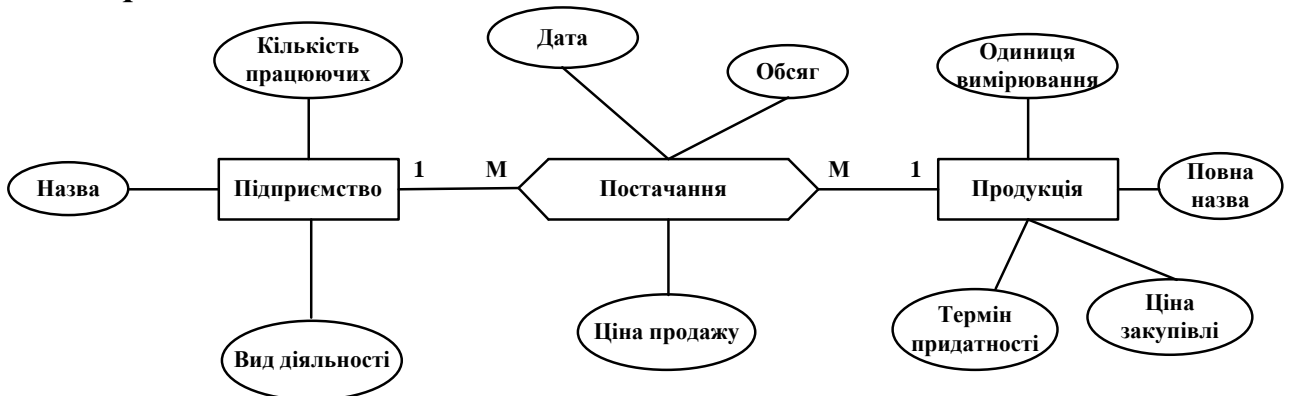 Кількість
працюючих
Дата
Обсяг
Одиниця
вимірювання
Назва
Підприємство
1
М
Постачання
М
1
Продукція
Повна
назва
Вид діяльності
Ціна продажу
Термін
придатності
Ціна
закупівлі